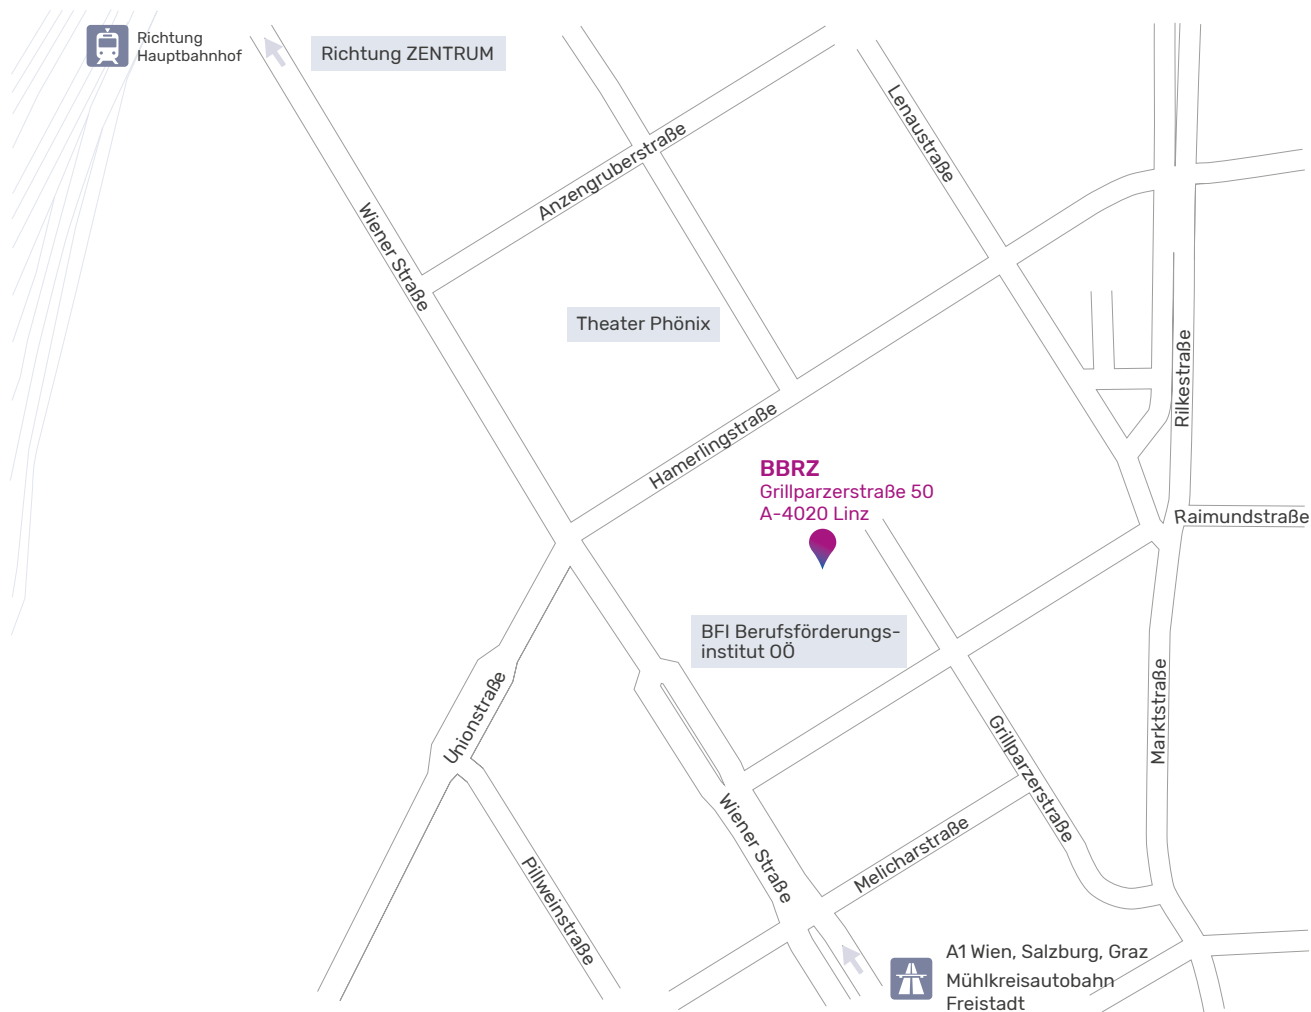 Richtung
Hauptbahnhof
Richtung ZENTRUM
Lenaustraße
Anzengruberstraße
Wiener Straße
Theater Phönix
Rilkestraße
Hamerlingstraße
BBRZ
Grillparzerstraße 50
A-4020 Linz
Raimundstraße
BFI Berufsförderungs-
institut OÖ
Unionstraße
Marktstraße
Grillparzerstraße
Wiener Straße
Melicharstraße
Pillweinstraße
A1 Wien, Salzburg, Graz
Mühlkreisautobahn
Freistadt